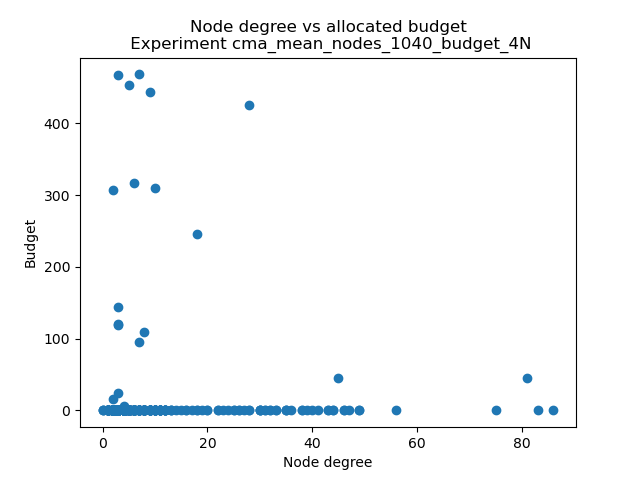 Node degree vs allocated budget
Experiment cma_mean_nodes_1040_budget_4N
400
300
200
100
0
Budget
0 20 40 60 80
Node degree